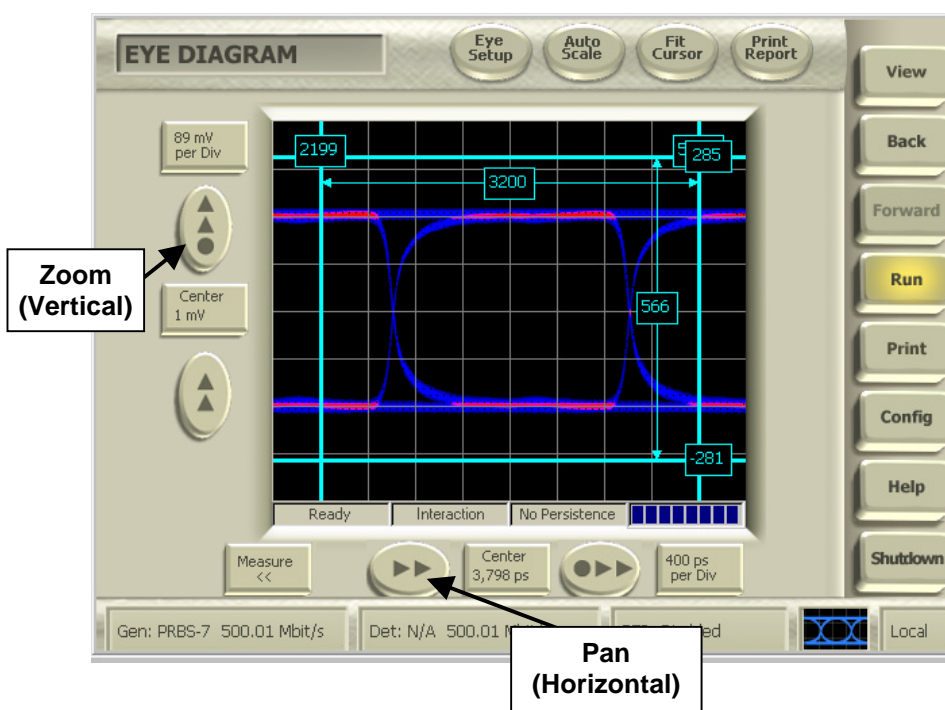 EYE DIAGRAM
Eye
Setup
Auto
Scale
Fit
Cursor
Print
Report
View
Back
Forward
Run
Print
Config
Help
Shutdown
89 mV
per Div
Zoom
(Vertical)
Center
1 mV
2199
285
3200
566
-281
Ready
Interaction
No Persistence
Measure
<<
Center
3,798 ps
400 ps
per Div
Gen: PRBS-7 500.01 Mbit/s
Det: N/A 500.01
Local
Pan
(Horizontal)